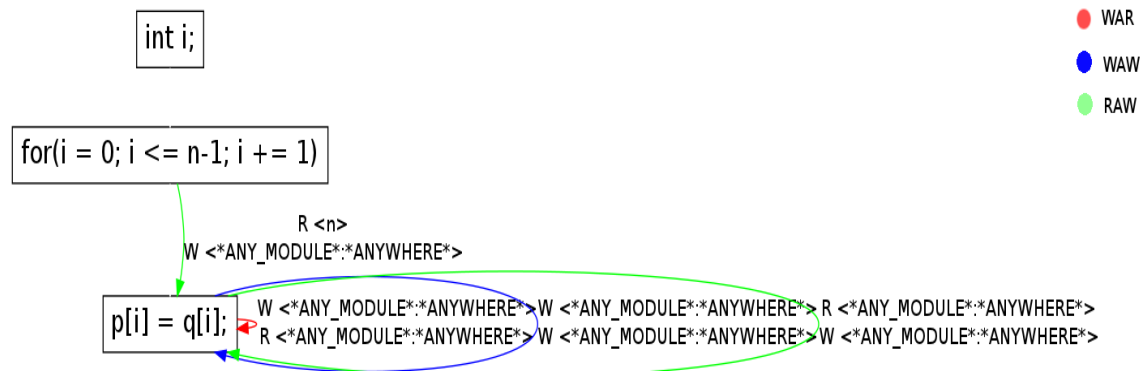 int i;
WAR
WAW
RAW
for(i = 0; i <= n-1; i += 1)
R <n>
W <*ANY_MODULE*:*ANYWHERE*>
p[i] = q[i];
W <*ANY_MODULE*:*ANYWHERE*> W <*ANY_MODULE*:*ANYWHERE*> R <*ANY_MODULE*:*ANYWHERE*>
R <*ANY_MODULE*:*ANYWHERE*> W <*ANY_MODULE*:*ANYWHERE*> W <*ANY_MODULE*:*ANYWHERE*>